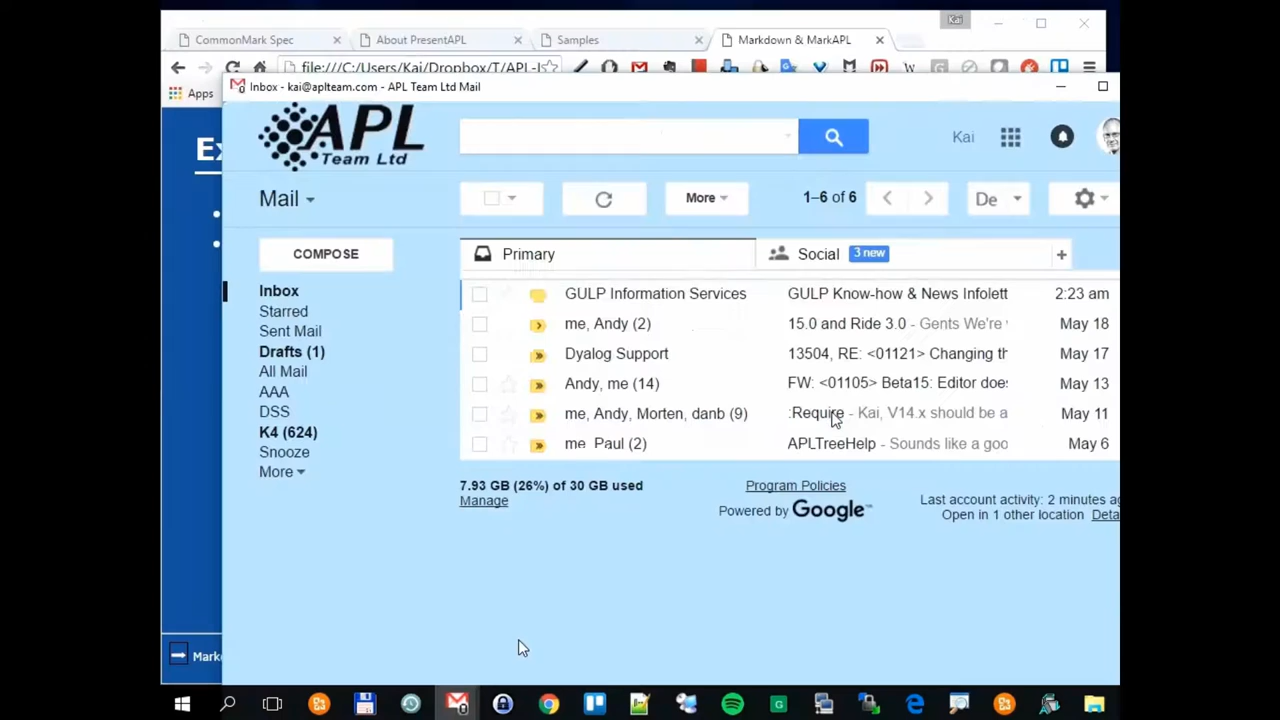 Kai
CommonMark Spec
About PresentAPL
Samples
Markdown & MarkAPL
file:///C:/Users/Kai/Dropbox/T/APL-
Apps
Inbox - kai@aplteam.com - APL Team Ltd Mail
APL
Team Ltd
Kai
Ex
Mail
More
1–6 of 6
De
COMPOSE
Primary
Social
3 new
+
Inbox
Starred
Sent Mail
Drafts (1)
All Mail
AAA
DSS
K4 (624)
Snooze
More
GULP Information Services GULP Know-how & News Infolett 2:23 am
me, Andy (2) 15.0 and Ride 3.0 - Gents We're May 18
Dyalog Support 13504, RE: <01121> Changing th May 17
Andy, me (14) FW: <01105> Beta15: Editor does May 13
me, Andy, Morten, danb (9) :Require - Kai, V14.x should be a May 11
me Paul (2) APLTreeHelp - Sounds like a goo May 6
7.93 GB (26%) of 30 GB used
Manage
Program Policies
Powered by Google™
Last account activity: 2 minutes ag
Open in 1 other location Deta
Marke